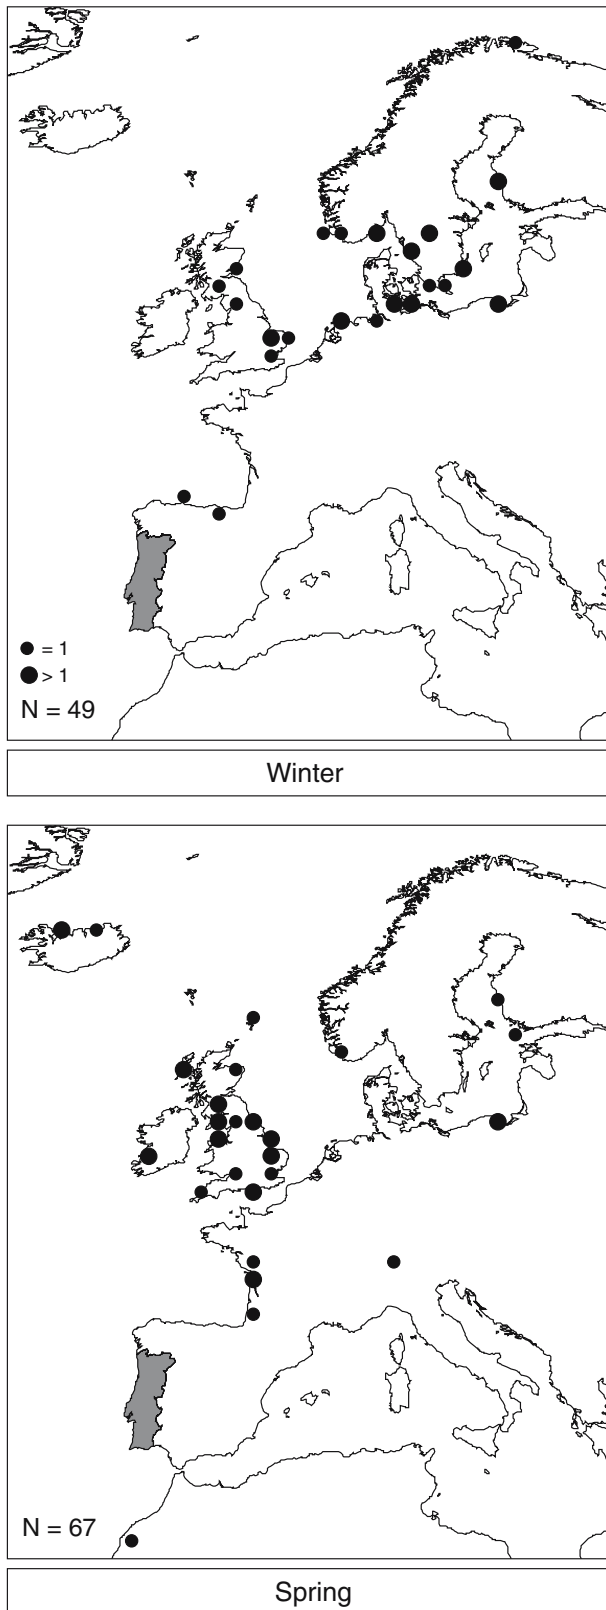 = 1
> 1
N = 49
Winter
N = 67
Spring